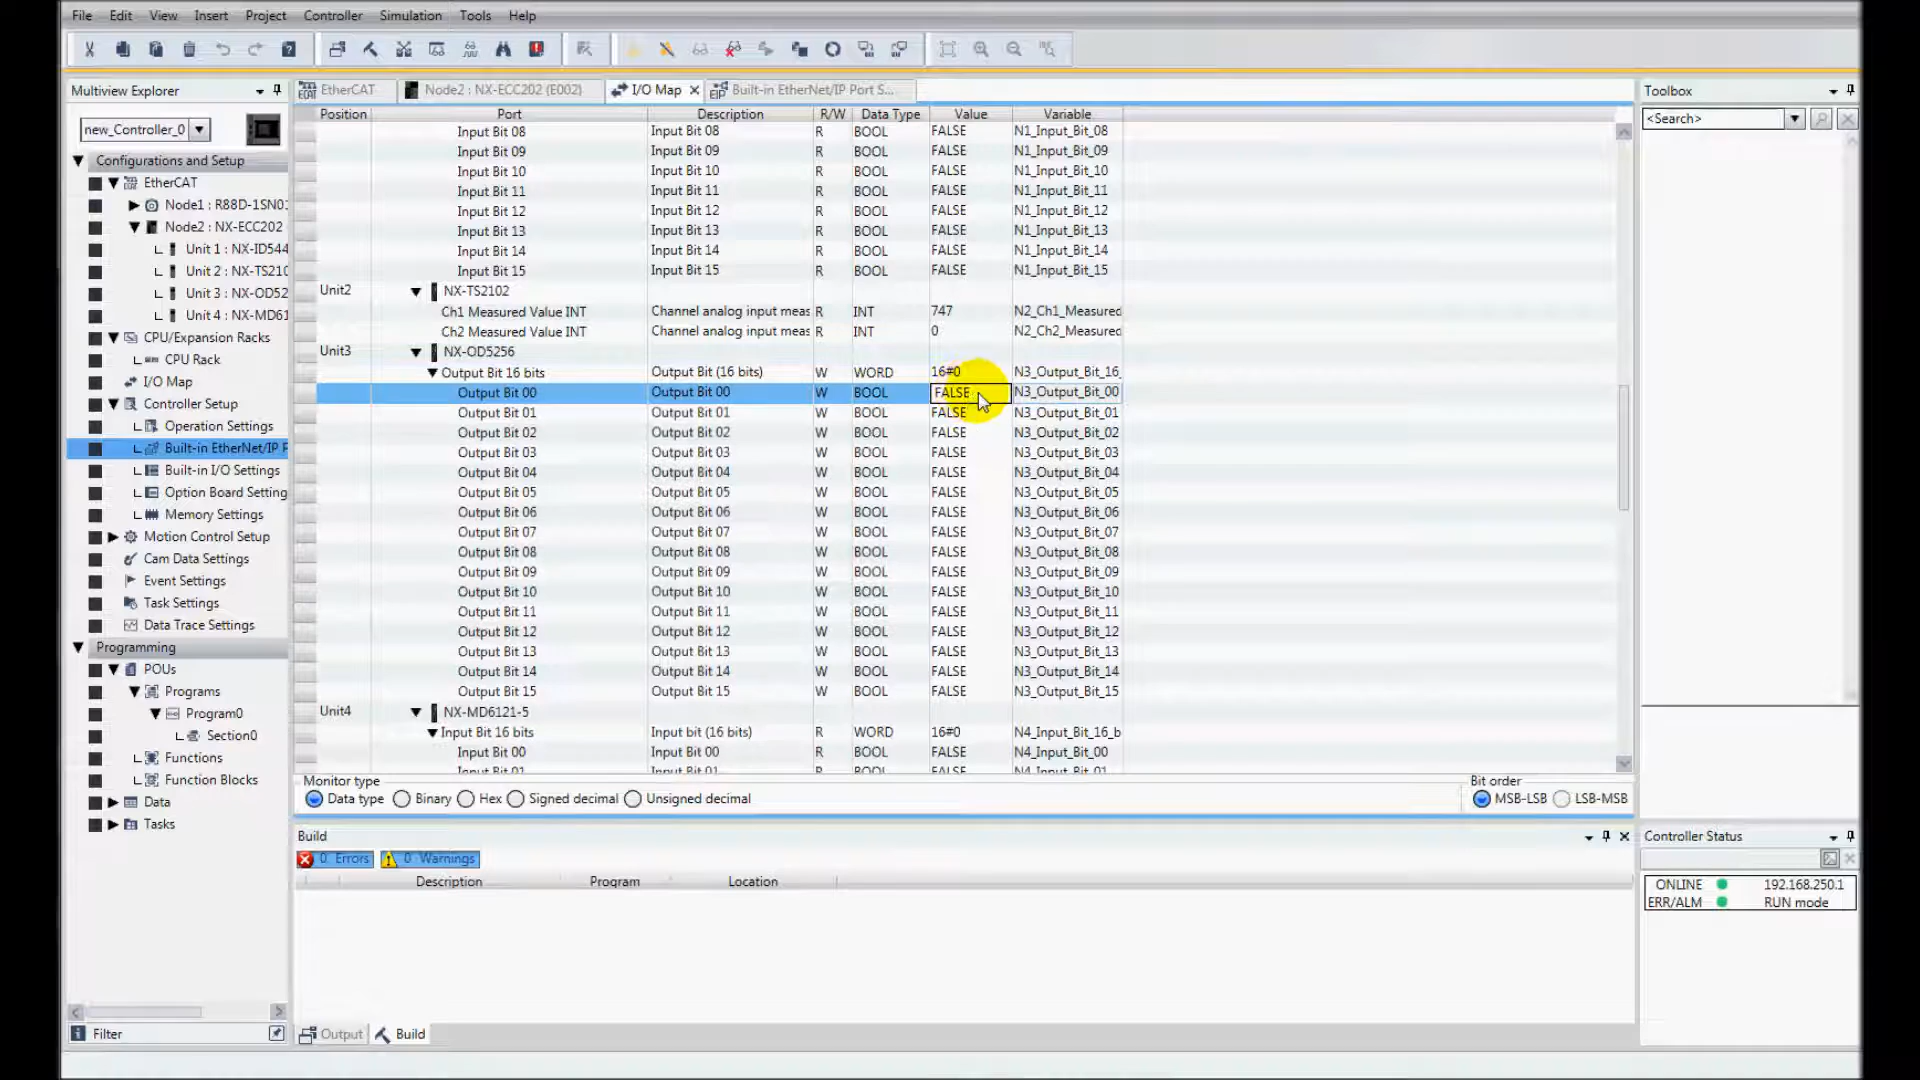 File Edit View Insert Project Controller Simulation Tools Help
Multiview Explorer
new_Controller_0
Configurations and Setup
EtherCAT
Node1 : R88D-1SN01
Node2 : NX-ECC202
Unit 1 : NX-ID544
Unit 2 : NX-TS210
Unit 3 : NX-OD52
Unit 4 : NX-MD61
CPU/Expansion Racks
CPU Rack
I/O Map
Controller Setup
Operation Settings
Built-in EtherNet/IP P
Built-in I/O Settings
Option Board Setting
Memory Settings
Motion Control Setup
Cam Data Settings
Event Settings
Task Settings
Data Trace Settings
Programming
POUs
Programs
Program0
Section0
Functions
Function Blocks
Data
Tasks
Filter
EtherCAT Node2 : NX-ECC202 (E002) I/O Map Built-in EtherNet/IP Port S...
Position Port Description R/W Data Type Value Variable
Input Bit 08 Input Bit 08 R BOOL FALSE N1_Input_Bit_08
Input Bit 09 Input Bit 09 R BOOL FALSE N1_Input_Bit_09
Input Bit 10 Input Bit 10 R BOOL FALSE N1_Input_Bit_10
Input Bit 11 Input Bit 11 R BOOL FALSE N1_Input_Bit_11
Input Bit 12 Input Bit 12 R BOOL FALSE N1_Input_Bit_12
Input Bit 13 Input Bit 13 R BOOL FALSE N1_Input_Bit_13
Input Bit 14 Input Bit 14 R BOOL FALSE N1_Input_Bit_14
Input Bit 15 Input Bit 15 R BOOL FALSE N1_Input_Bit_15
Unit2 NX-TS2102
Ch1 Measured Value INT Channel analog input meas R INT 747 N2_Ch1_Measured
Ch2 Measured Value INT Channel analog input meas R INT 0 N2_Ch2_Measured
Unit3 NX-OD5256
Output Bit 16 bits Output Bit (16 bits) W WORD 16#0 N3_Output_Bit_16_
Output Bit 00 Output Bit 00 W BOOL FALSE N3_Output_Bit_00
Output Bit 01 Output Bit 01 W BOOL FALSE N3_Output_Bit_01
Output Bit 02 Output Bit 02 W BOOL FALSE N3_Output_Bit_02
Output Bit 03 Output Bit 03 W BOOL FALSE N3_Output_Bit_03
Output Bit 04 Output Bit 04 W BOOL FALSE N3_Output_Bit_04
Output Bit 05 Output Bit 05 W BOOL FALSE N3_Output_Bit_05
Output Bit 06 Output Bit 06 W BOOL FALSE N3_Output_Bit_06
Output Bit 07 Output Bit 07 W BOOL FALSE N3_Output_Bit_07
Output Bit 08 Output Bit 08 W BOOL FALSE N3_Output_Bit_08
Output Bit 09 Output Bit 09 W BOOL FALSE N3_Output_Bit_09
Output Bit 10 Output Bit 10 W BOOL FALSE N3_Output_Bit_10
Output Bit 11 Output Bit 11 W BOOL FALSE N3_Output_Bit_11
Output Bit 12 Output Bit 12 W BOOL FALSE N3_Output_Bit_12
Output Bit 13 Output Bit 13 W BOOL FALSE N3_Output_Bit_13
Output Bit 14 Output Bit 14 W BOOL FALSE N3_Output_Bit_14
Output Bit 15 Output Bit 15 W BOOL FALSE N3_Output_Bit_15
Unit4 NX-MD6121-5
Input Bit 16 bits Input bit (16 bits) R WORD 16#0 N4_Input_Bit_16_b
Input Bit 00 Input Bit 00 R BOOL FALSE N4_Input_Bit_00
Input Bit 01 Input Bit 01 R BOOL FALSE N4_Input_Bit_01
Monitor type
Data type Binary Hex Signed decimal Unsigned decimal
Bit order
MSB-LSB LSB-MSB
Build
0 Errors 0 Warnings
Description Program Location
Output Build
Toolbox
<Search>
Controller Status
ONLINE 192.168.250.1
ERR/ALM RUN mode